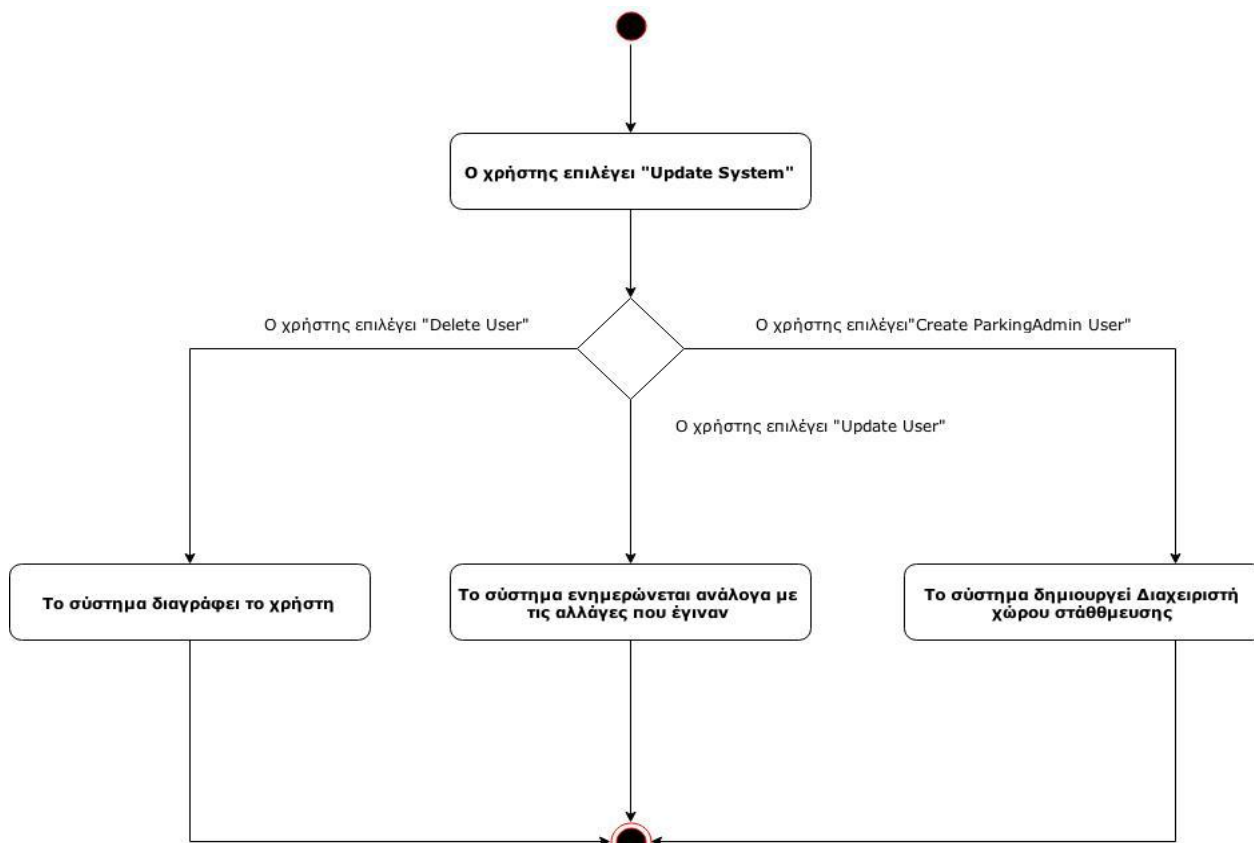 Ο χρήστης επιλέγει "Update System"
Ο χρήστης επιλέγει "Delete User"
Ο χρήστης επιλέγει"Create ParkingAdmin User"
Ο χρήστης επιλέγει "Update User"
Το σύστημα διαγράφει το χρήστη
Το σύστημα ενημερώνεται ανάλογα με
τις αλλάγες που έγιναν
Το σύστημα δημιουργεί Διαχειριστή
χώρου στάθθμευσης